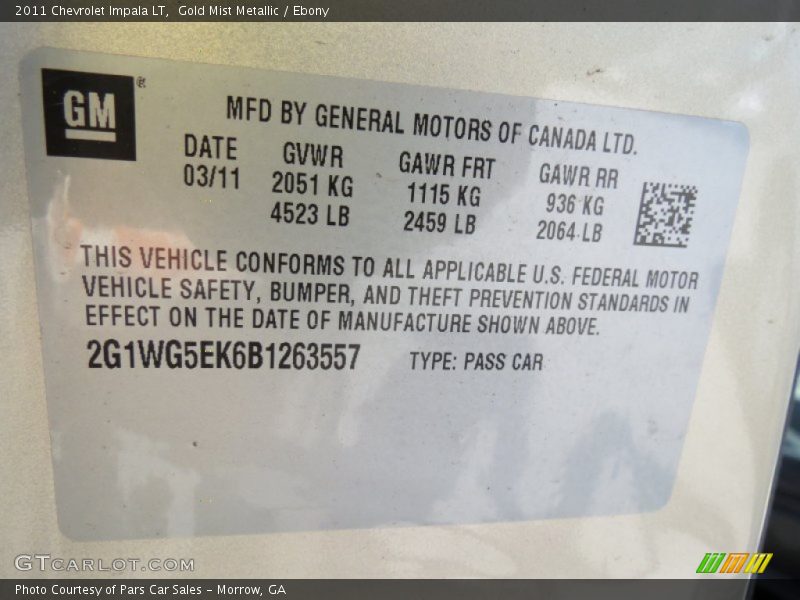 2011 Chevrolet Impala LT,  Gold Mist Metallic / Ebony
GM®
MFD BY GENERAL MOTORS OF CANADA LTD.
DATE GVWR GAWR FRT GAWR RR
03/11 2051 KG 1115 KG 936 KG
4523 LB 2459 LB 2064 LB
THIS VEHICLE CONFORMS TO ALL APPLICABLE U.S. FEDERAL MOTOR
VEHICLE SAFETY, BUMPER, AND THEFT PREVENTION STANDARDS IN
EFFECT ON THE DATE OF MANUFACTURE SHOWN ABOVE.
2G1WG5EK6B1263557 TYPE: PASS CAR
GTCARLOT.COM
Photo Courtesy of Pars Car Sales - Morrow, GA